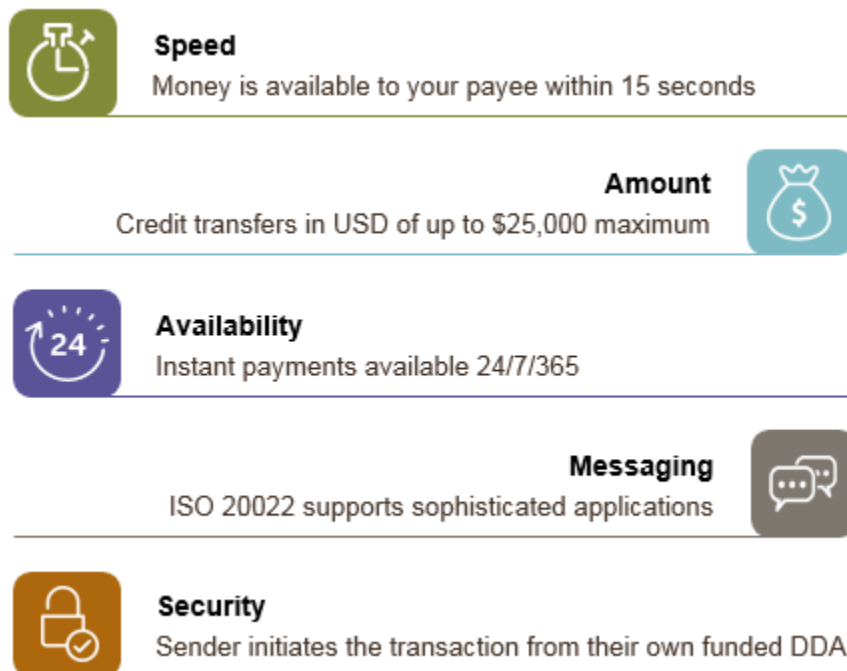 Speed
Money is available to your payee within 15 seconds
Amount
Credit transfers in USD of up to $25,000 maximum
$
Availability
24
Instant payments available 24/7/365
Messaging
ISO 20022 supports sophisticated applications
Security
Sender initiates the transaction from their own funded DDA